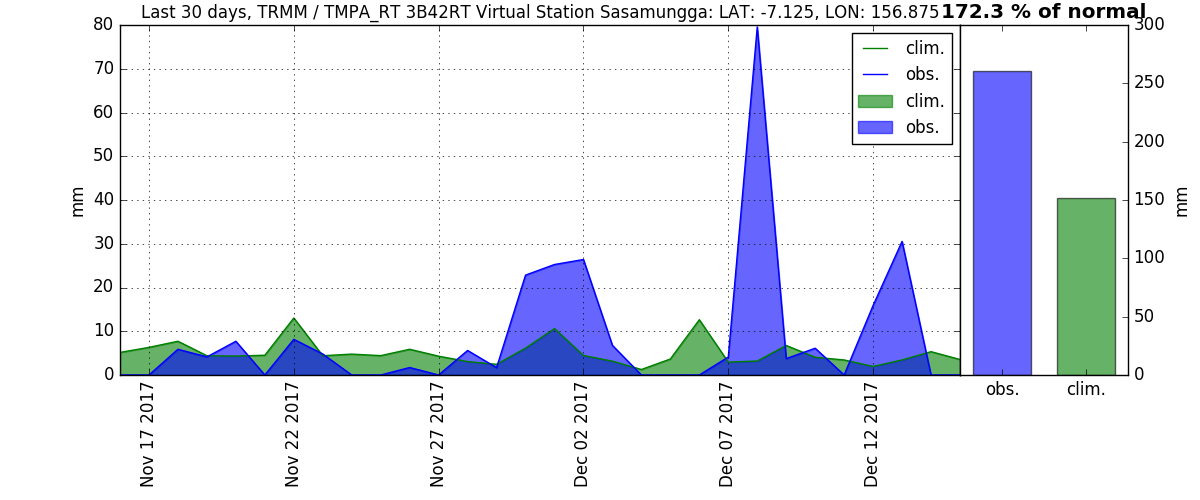 Last 30 days, TRMM / TMPA_RT 3B42RT Virtual Station Sasamungga: LAT: -7.125, LON: 156.875
172.3 % of normal
80
70
60
50
40
30
20
10
0
mm
clim.
obs.
clim.
obs.
Nov 17 2017
Nov 22 2017
Nov 27 2017
Dec 02 2017
Dec 07 2017
Dec 12 2017
300
250
200
150
100
50
0
mm
obs.
clim.